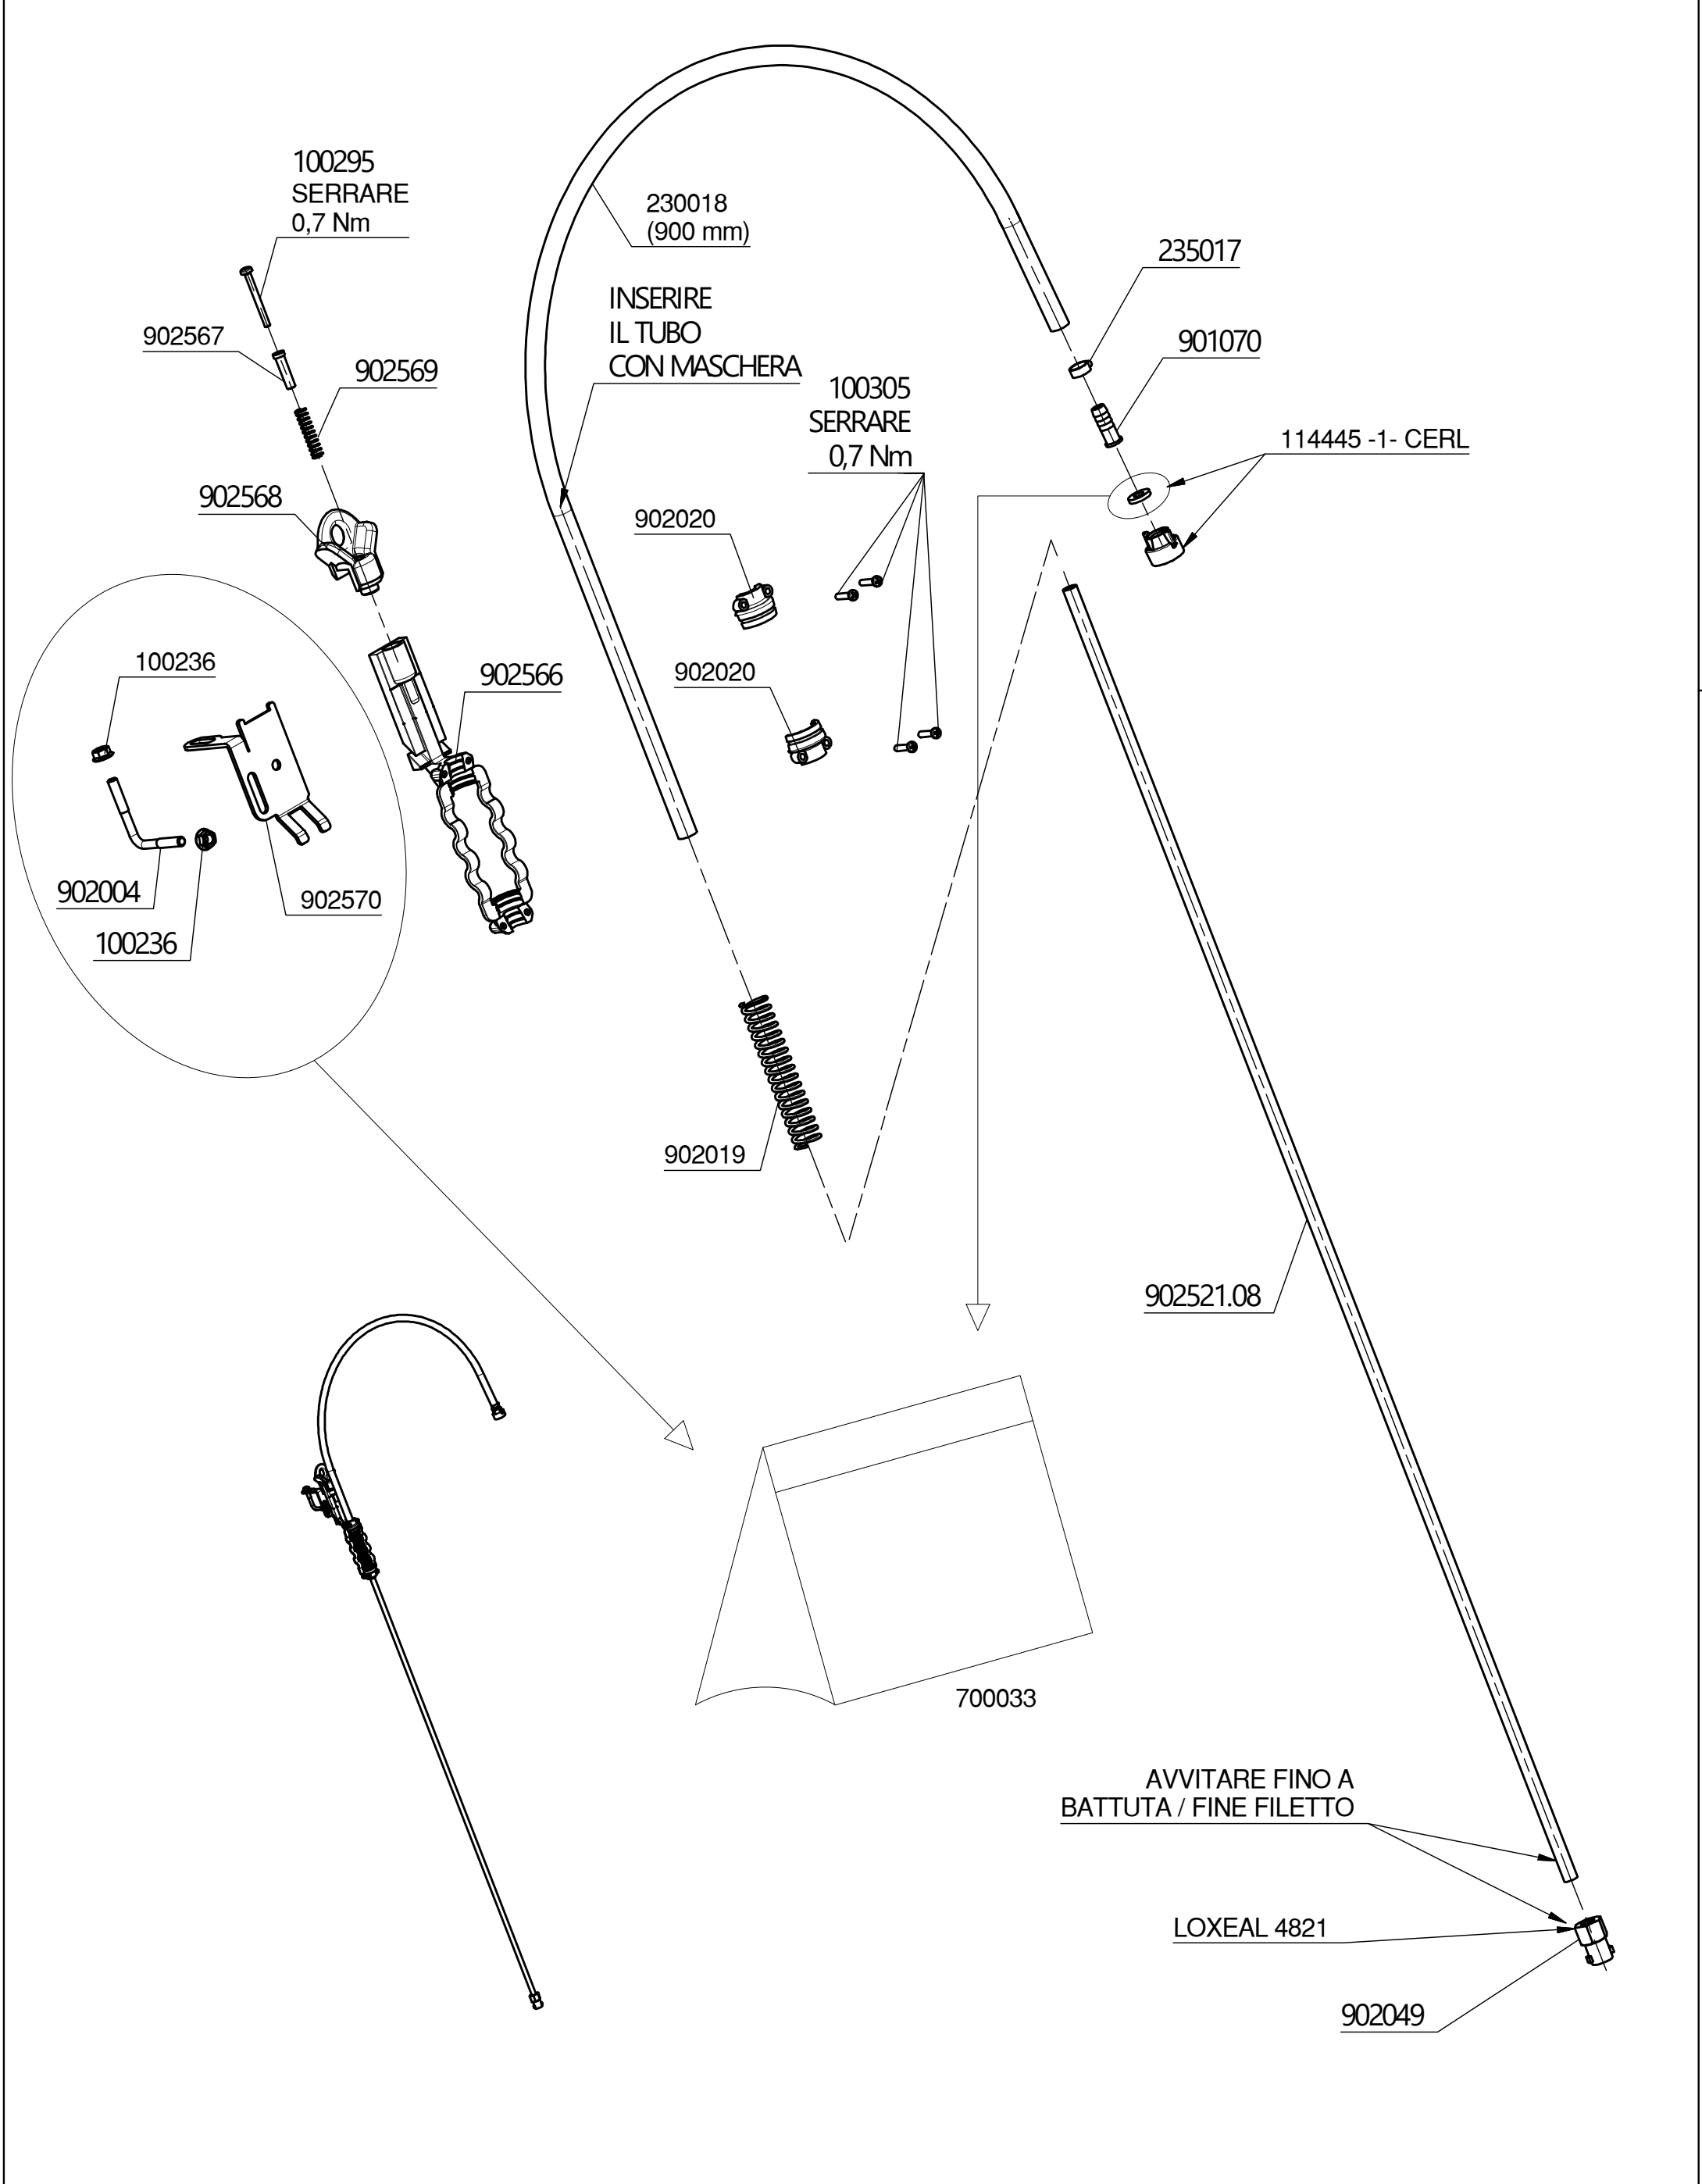 100295
SERRARE
0,7 Nm
230018
(900 mm)
235017
INSERIRE
IL TUBO
CON MASCHERA
902567
902569
901070
100305
SERRARE
0,7 Nm
114445 -1- CERL
902568
902020
100236
902566
902020
902004
902570
100236
902019
902521.08
700033
AVVITARE FINO A
BATTUTA / FINE FILETTO
LOXEAL 4821
902049